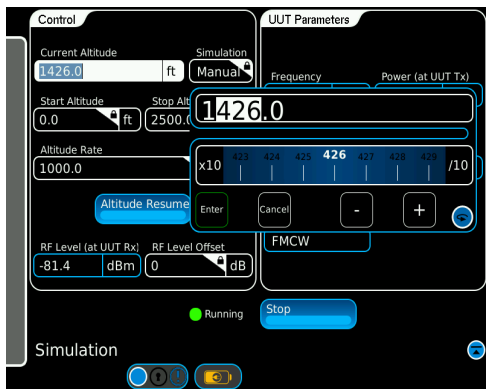 Control
UUT Parameters
Current Altitude
Simulation
1426.0
ft
Manual
Frequency
Power (at UUT Tx)
Start Altitude
Stop Alt
0.0
ft
2500.0
1426.0
Altitude Rate
1000.0
x10
423
424
425
426
427
428
429
/10
Altitude Resume
Enter
Cancel
-
+
RF Level (at UUT Rx)
RF Level Offset
FMCW
-81.4
dBm
0
dB
Running
Stop
Simulation